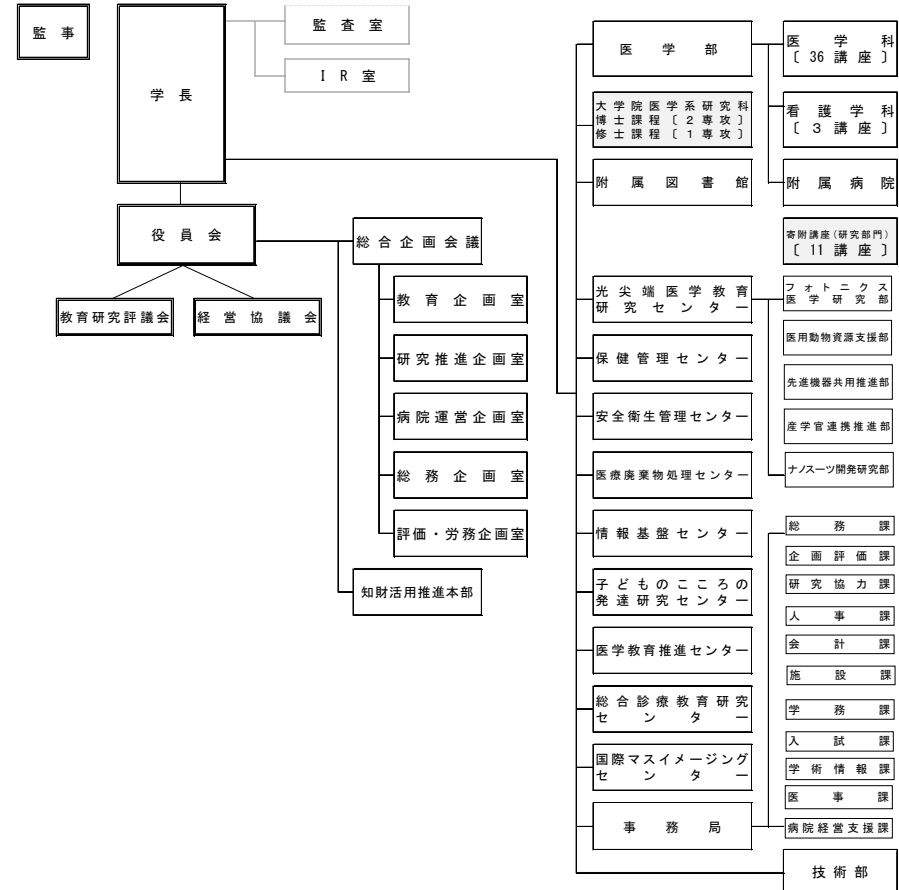 監事
学長
監査室
IR室
役員会
教育研究評議会
経営協議会
総合企画会議
教育企画室
研究推進企画室
病院運営企画室
総務企画室
評価・労務企画室
知財活用推進本部
医学部
大学院医学系研究科
博士課程〔２専攻〕
修士課程〔１専攻〕
附属図書館
光尖端医学教育
研究センター
保健管理センター
安全衛生管理センター
医療廃棄物処理センター
情報基盤センター
子どものこころの
発達研究センター
医学教育推進センター
総合診療教育研究
センター
国際マスイメージング
センター
事務局
医学科
〔36講座〕
看護学科
〔3講座〕
附属病院
寄附講座(研究部門)
〔11講座〕
フォトニクス
医学研究部
医用動物資源支援部
先進機器共用推進部
産学官連携推進部
ナノスーツ開発研究部
総務課
企画評価課
研究協力課
人事課
会計課
施設課
学務課
入試課
学術情報課
医事課
病院経営支援課
技術部